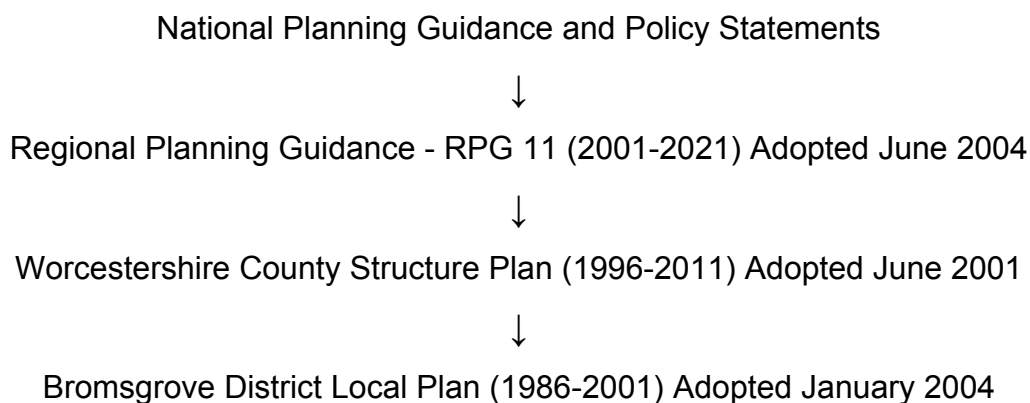 National Planning Guidance and Policy Statements
↓
Regional Planning Guidance - RPG 11 (2001-2021) Adopted June 2004
↓
Worcestershire County Structure Plan (1996-2011) Adopted June 2001
↓
Bromsgrove District Local Plan (1986-2001) Adopted January 2004